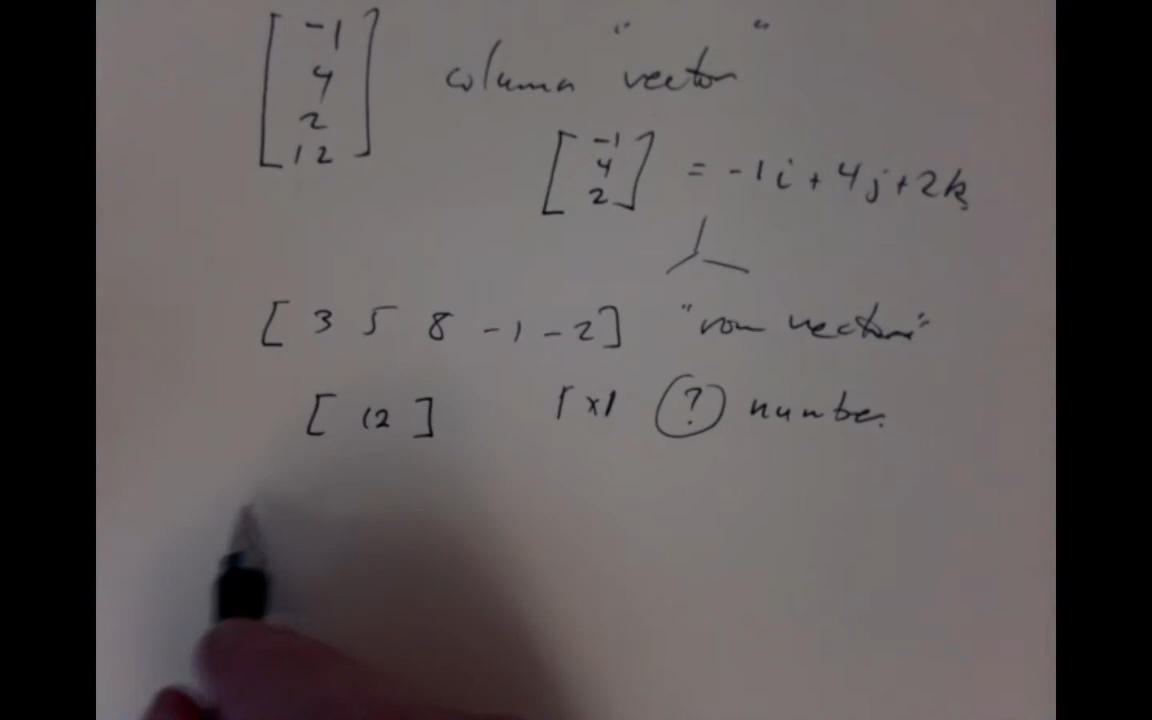 [ -1 4 2 12 ] column "vector"
[ -1 4 2 ] = -1i + 4j + 2k
[ 3 5 8 -1 -2 ] "row vector"
[ 12 ] 1x1 ? number